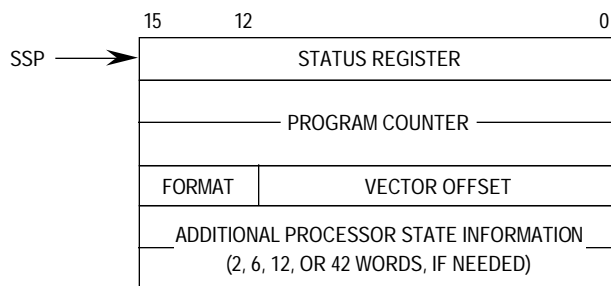 15 12 0
SSP STATUS REGISTER
PROGRAM COUNTER
FORMAT VECTOR OFFSET
ADDITIONAL PROCESSOR STATE INFORMATION
(2, 6, 12, OR 42 WORDS, IF NEEDED)